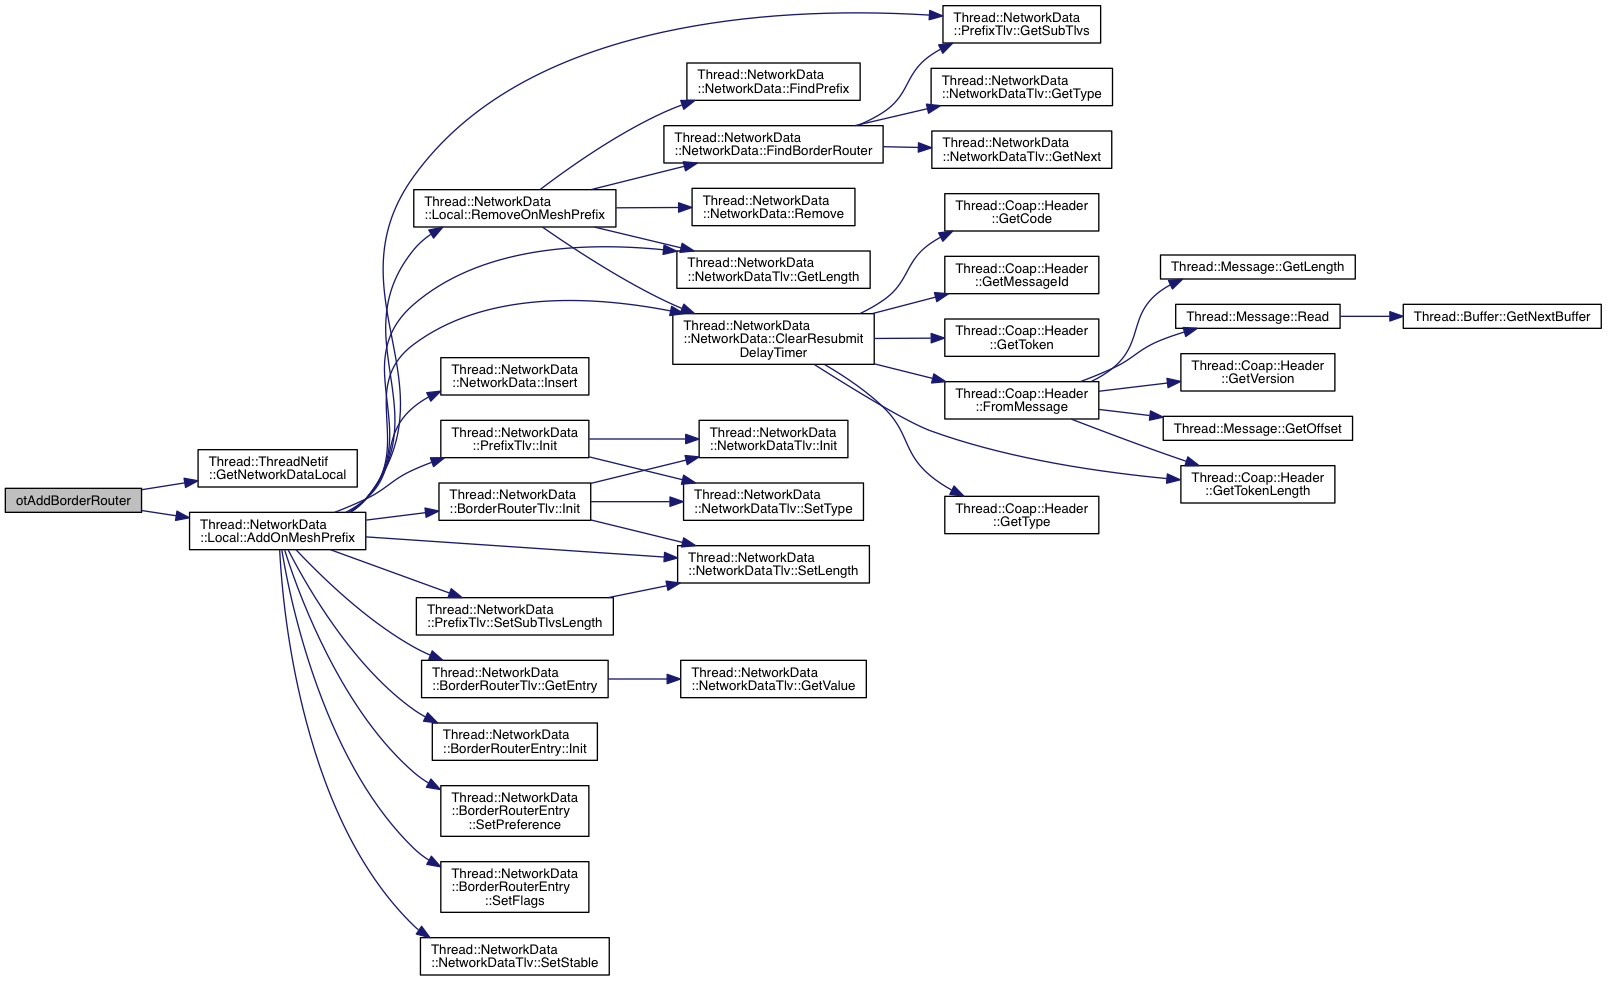 otAddBorderRouter
Thread::ThreadNetif
::GetNetworkDataLocal
Thread::NetworkData
::Local::AddOnMeshPrefix
Thread::NetworkData
::Local::RemoveOnMeshPrefix
Thread::NetworkData
::NetworkData::Insert
Thread::NetworkData
::PrefixTlv::Init
Thread::NetworkData
::BorderRouterTlv::Init
Thread::NetworkData
::PrefixTlv::SetSubTlvsLength
Thread::NetworkData
::BorderRouterTlv::GetEntry
Thread::NetworkData
::BorderRouterEntry::Init
Thread::NetworkData
::BorderRouterEntry
::SetPreference
Thread::NetworkData
::BorderRouterEntry
::SetFlags
Thread::NetworkData
::NetworkDataTlv::SetStable
Thread::NetworkData
::NetworkData::FindPrefix
Thread::NetworkData
::NetworkData::FindBorderRouter
Thread::NetworkData
::NetworkData::Remove
Thread::NetworkData
::NetworkDataTlv::GetLength
Thread::NetworkData
::NetworkData::ClearResubmit
DelayTimer
Thread::NetworkData
::NetworkDataTlv::Init
Thread::NetworkData
::NetworkDataTlv::SetType
Thread::NetworkData
::NetworkDataTlv::SetLength
Thread::NetworkData
::NetworkDataTlv::GetValue
Thread::NetworkData
::PrefixTlv::GetSubTlvs
Thread::NetworkData
::NetworkDataTlv::GetType
Thread::NetworkData
::NetworkDataTlv::GetNext
Thread::Coap::Header
::GetCode
Thread::Coap::Header
::GetMessageId
Thread::Coap::Header
::GetToken
Thread::Coap::Header
::FromMessage
Thread::Coap::Header
::GetType
Thread::Message::GetLength
Thread::Message::Read
Thread::Coap::Header
::GetVersion
Thread::Message::GetOffset
Thread::Coap::Header
::GetTokenLength
Thread::Buffer::GetNextBuffer